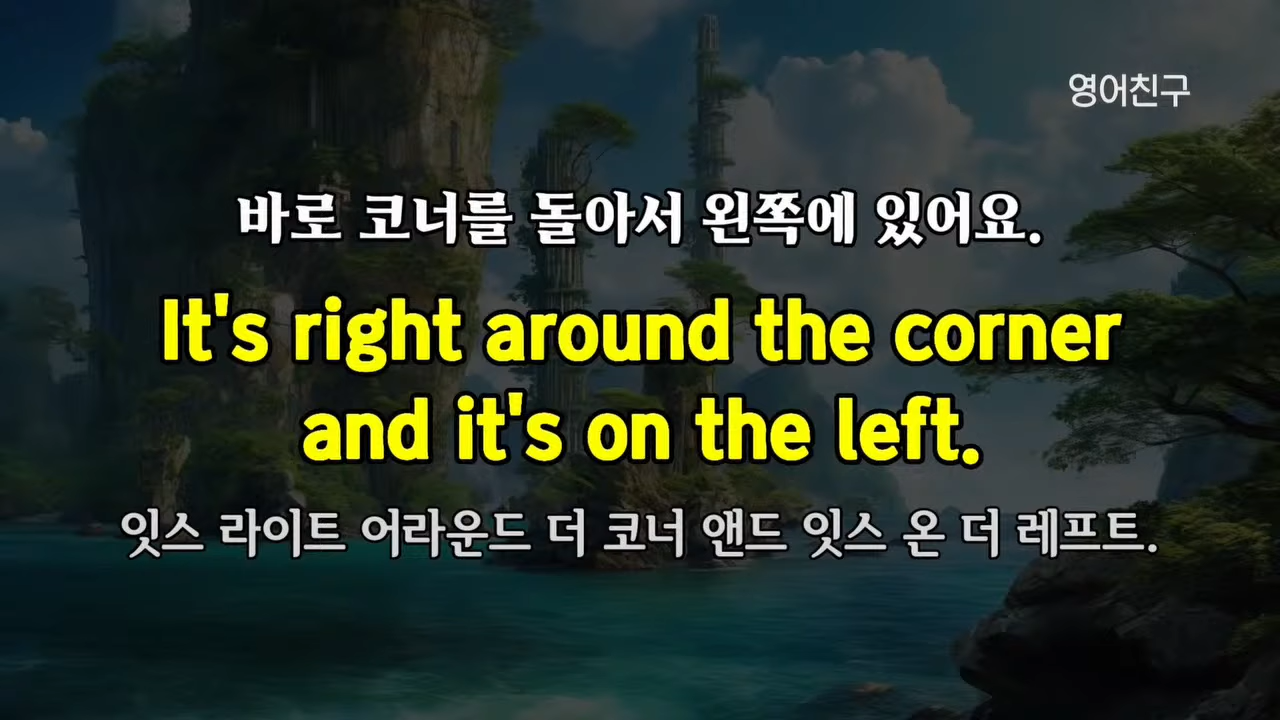 영어친구
바로 코너를 돌아서 왼쪽에 있어요.
It's right around the corner
and it's on the left.
잇스 라이트 어라운드 더 코너 앤드 잇스 온 더 레프트.